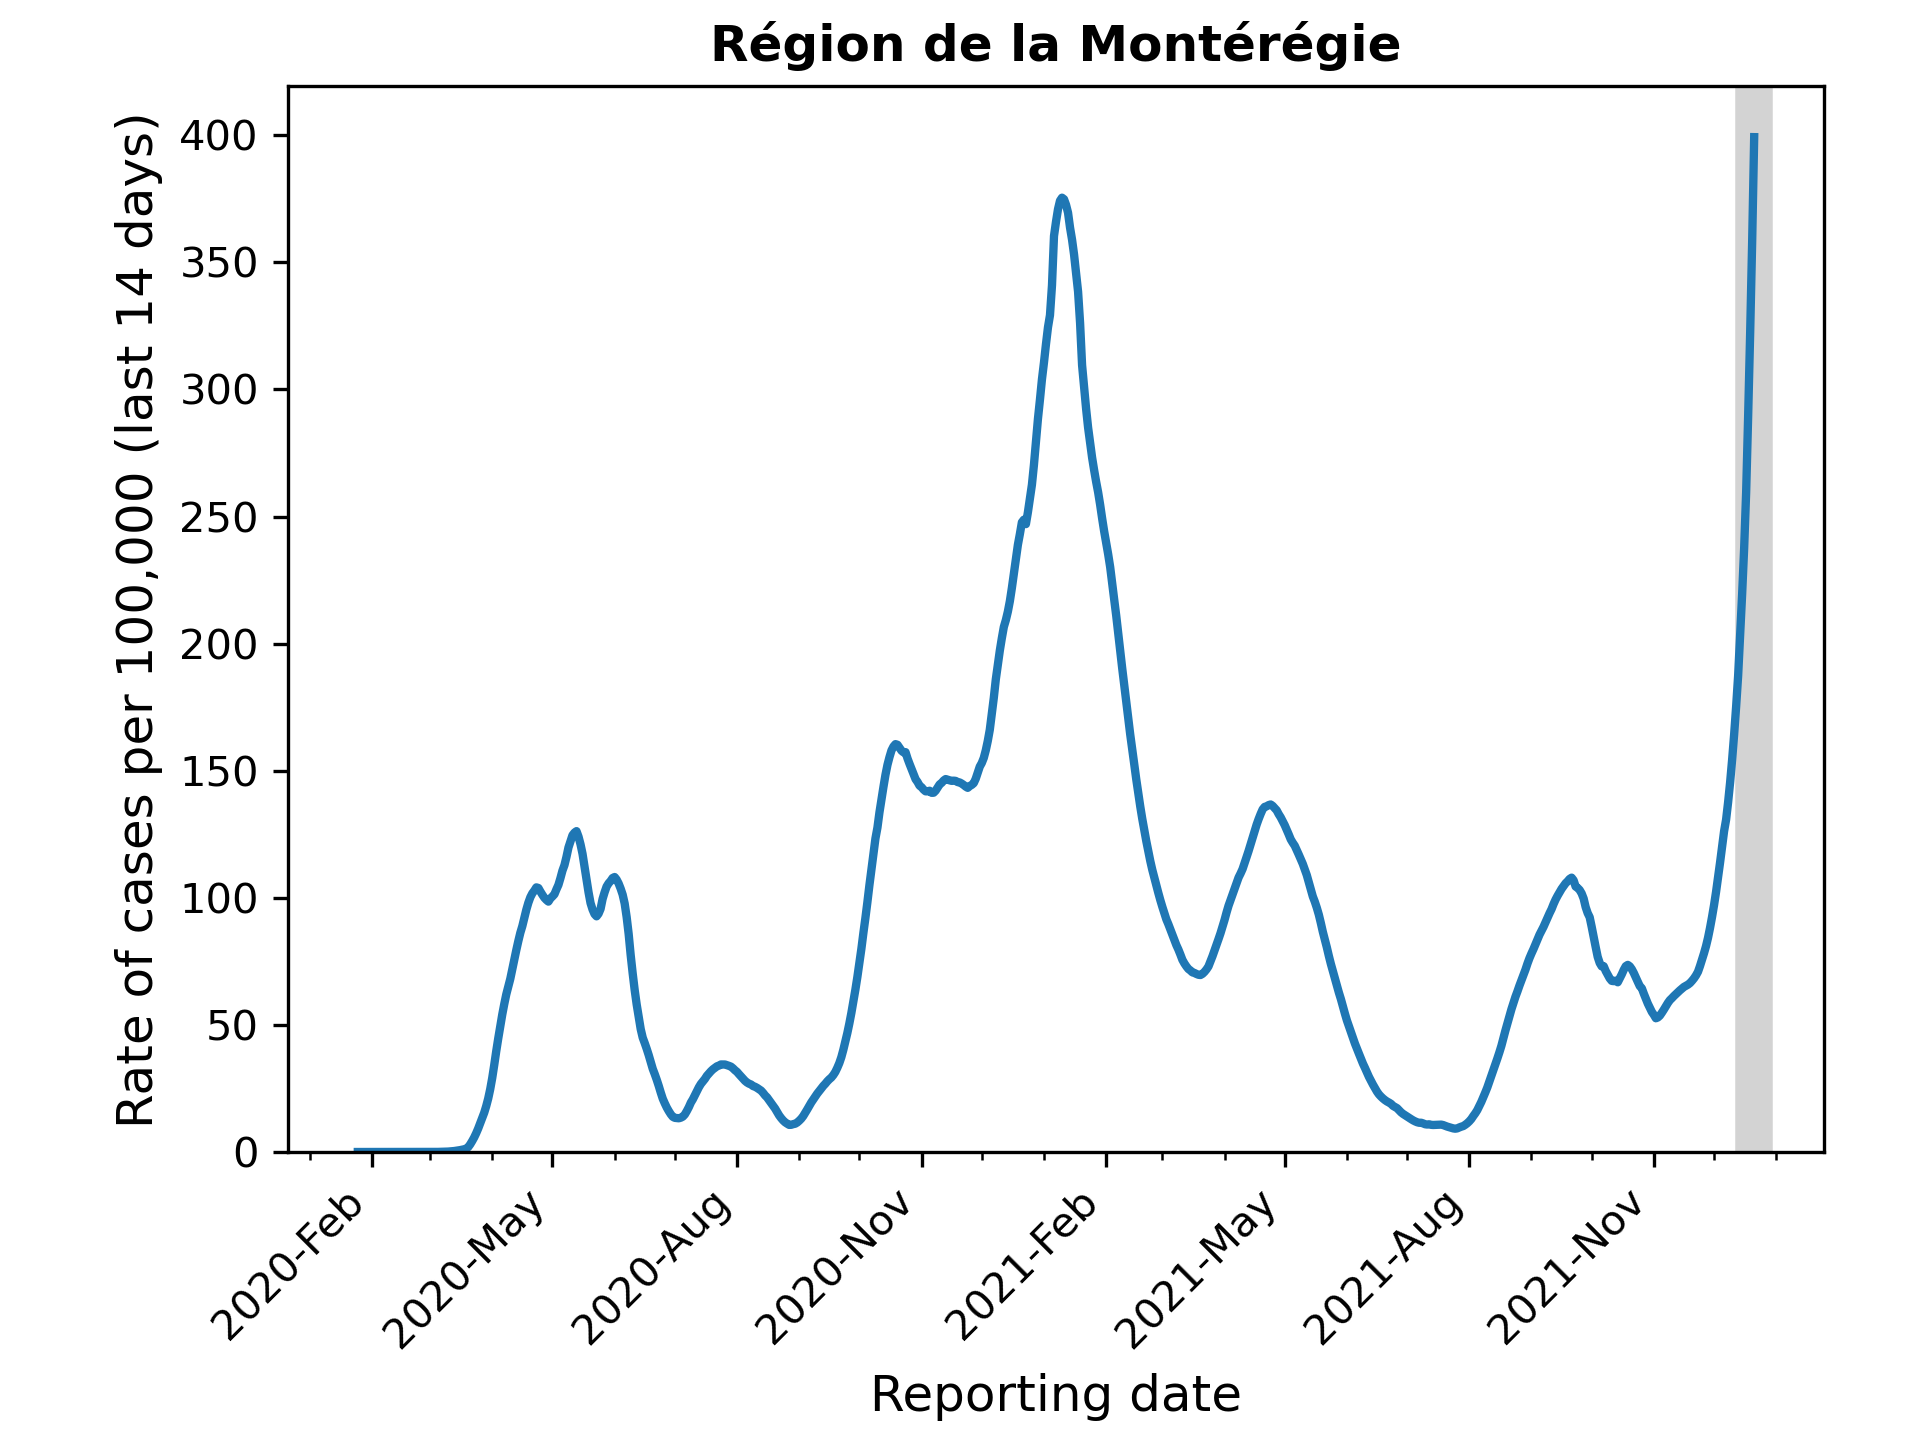 Région de la Montérégie
Rate of cases per 100,000 (last 14 days)
400
350
300
250
200
150
100
50
0
2020-Feb
2020-May
2020-Aug
2020-Nov
2021-Feb
2021-May
2021-Aug
2021-Nov
Reporting date